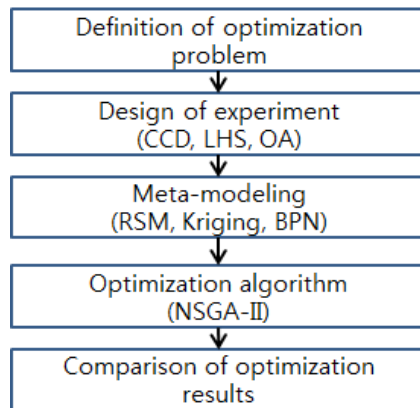 Definition of optimization
problem
Design of experiment
(CCD, LHS, OA)
Meta-modeling
(RSM, Kriging, BPN)
Optimization algorithm
(NSGA-II)
Comparison of optimization
results